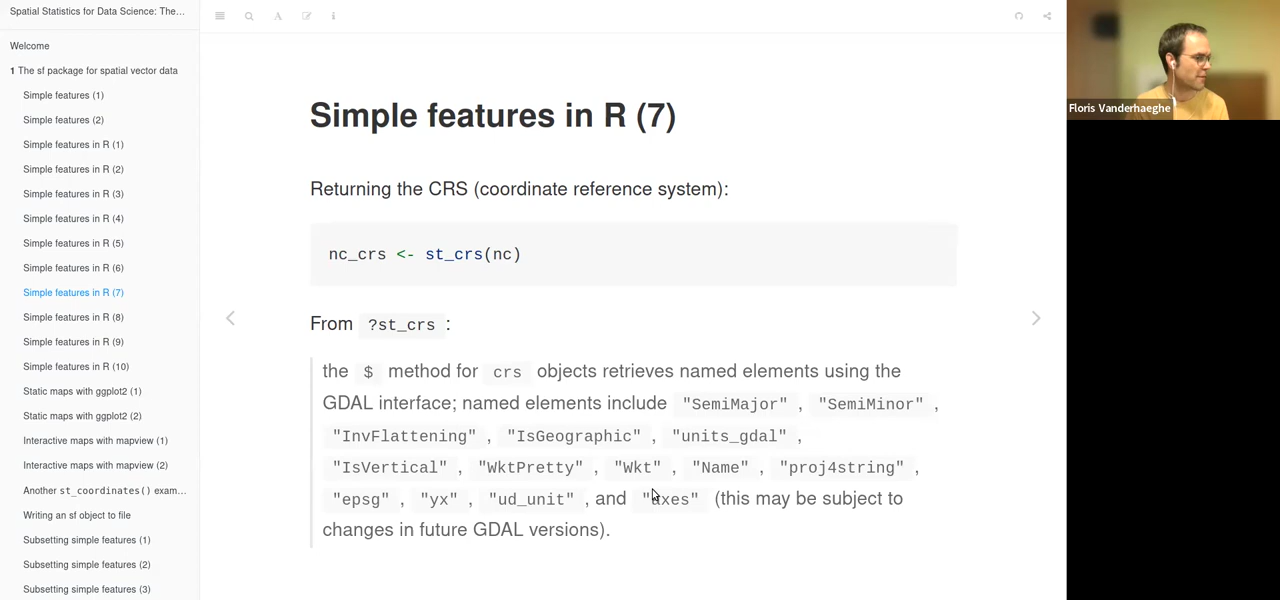 Spatial Statistics for Data Science: The…
Welcome
1 The sf package for spatial vector data
Simple features (1)
Simple features (2)
Simple features in R (1)
Simple features in R (2)
Simple features in R (3)
Simple features in R (4)
Simple features in R (5)
Simple features in R (6)
Simple features in R (7)
Simple features in R (8)
Simple features in R (9)
Simple features in R (10)
Static maps with ggplot2 (1)
Static maps with ggplot2 (2)
Interactive maps with mapview (1)
Interactive maps with mapview (2)
Another st_coordinates() exam…
Writing an sf object to file
Subsetting simple features (1)
Subsetting simple features (2)
Subsetting simple features (3)
Simple features in R (7)
Returning the CRS (coordinate reference system):
nc_crs <- st_crs(nc)
From ?st_crs :
the $ method for crs objects retrieves named elements using the
GDAL interface; named elements include "SemiMajor" , "SemiMinor" ,
"InvFlattening" , "IsGeographic" , "units_gdal" ,
"IsVertical" , "WktPretty" , "Wkt" , "Name" , "proj4string" ,
"epsg" , "yx" , "ud_unit" , and "axes" (this may be subject to
changes in future GDAL versions).
Floris Vanderhaeghe